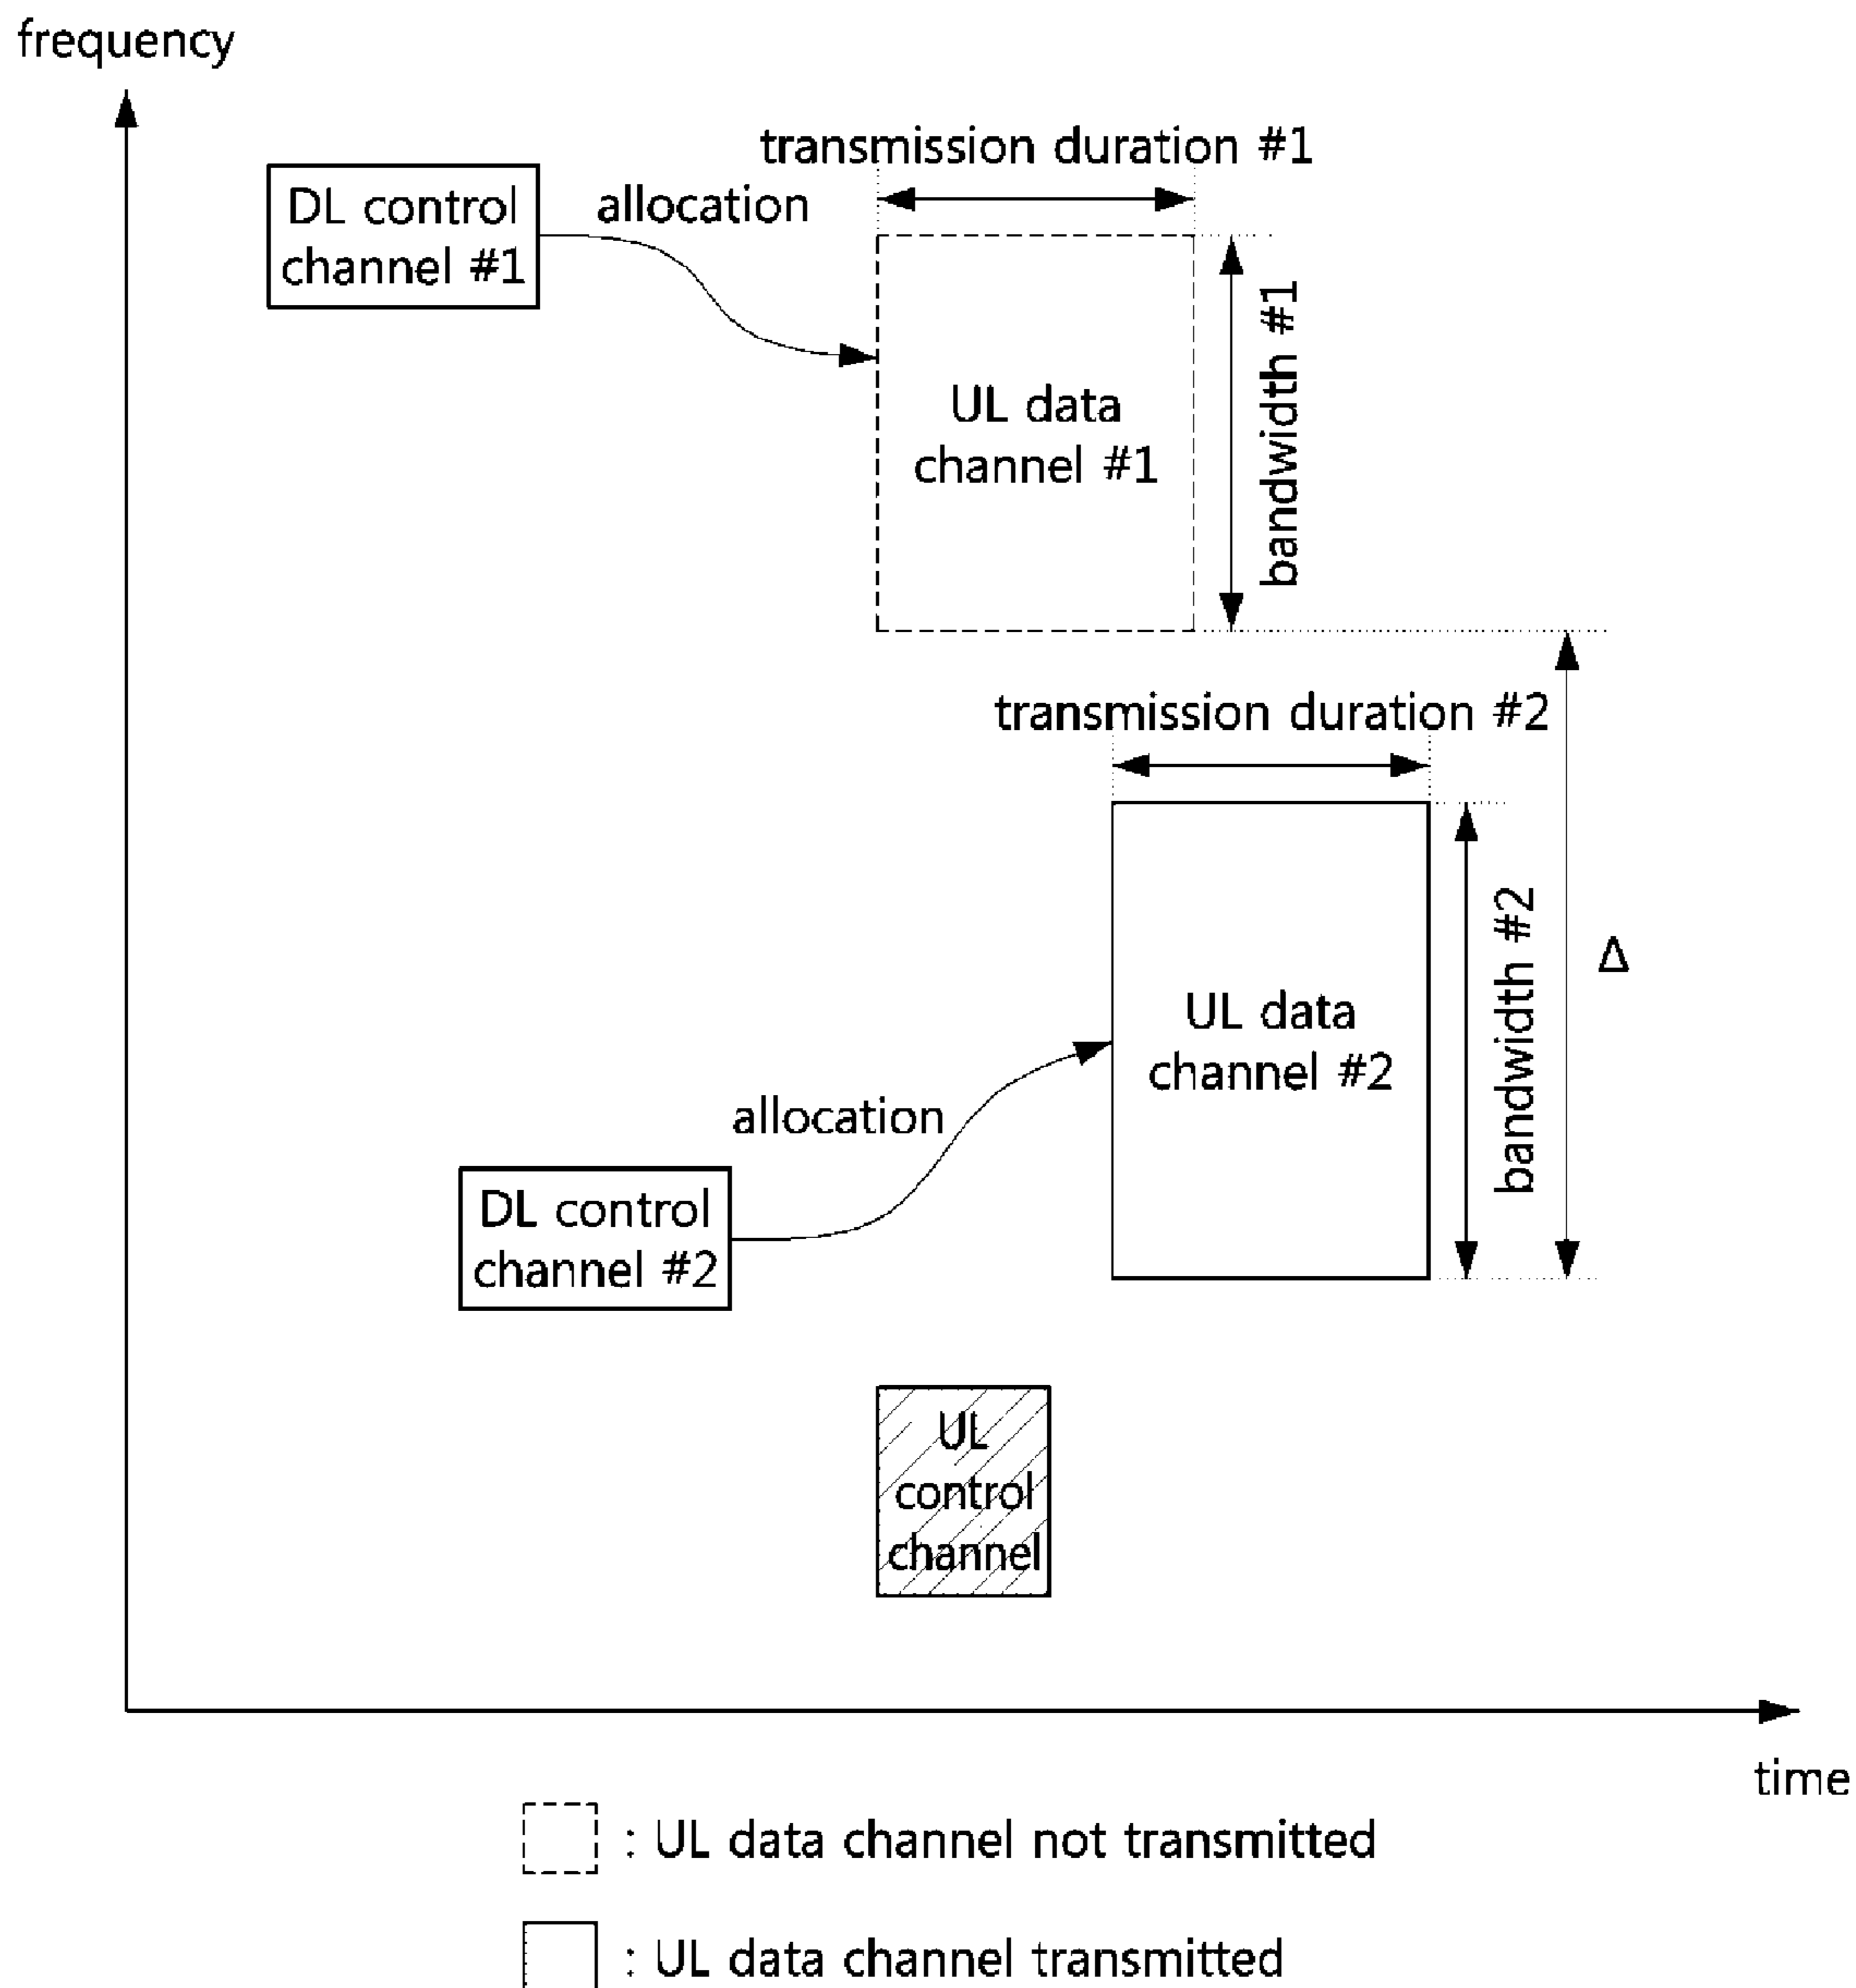 frequency
transmission duration #1
DL control
channel #1
allocation
bandwidth #1
UL data
channel #1
transmission duration #2
bandwidth #2
Δ
UL data
channel #2
allocation
DL control
channel #2
UL
control
channel
time
: UL data channel not transmitted
: UL data channel transmitted